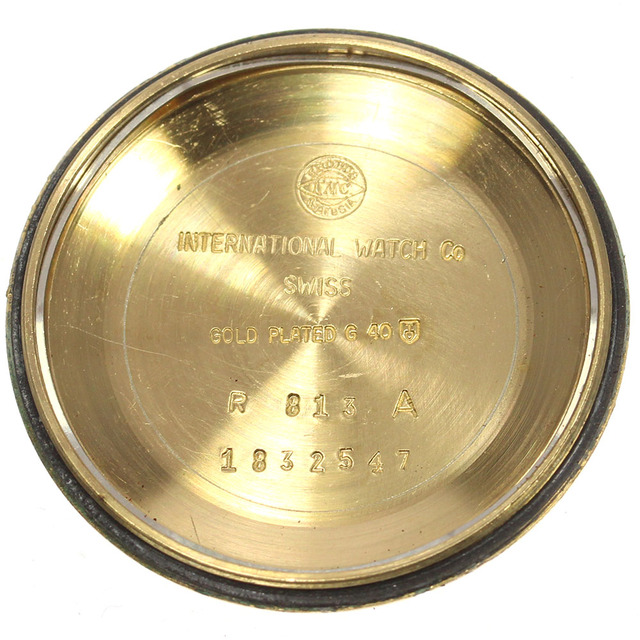 INTERNATIONAL WATCH Co
SWISS
GOLD PLATED G 40
R 813 A
1832547